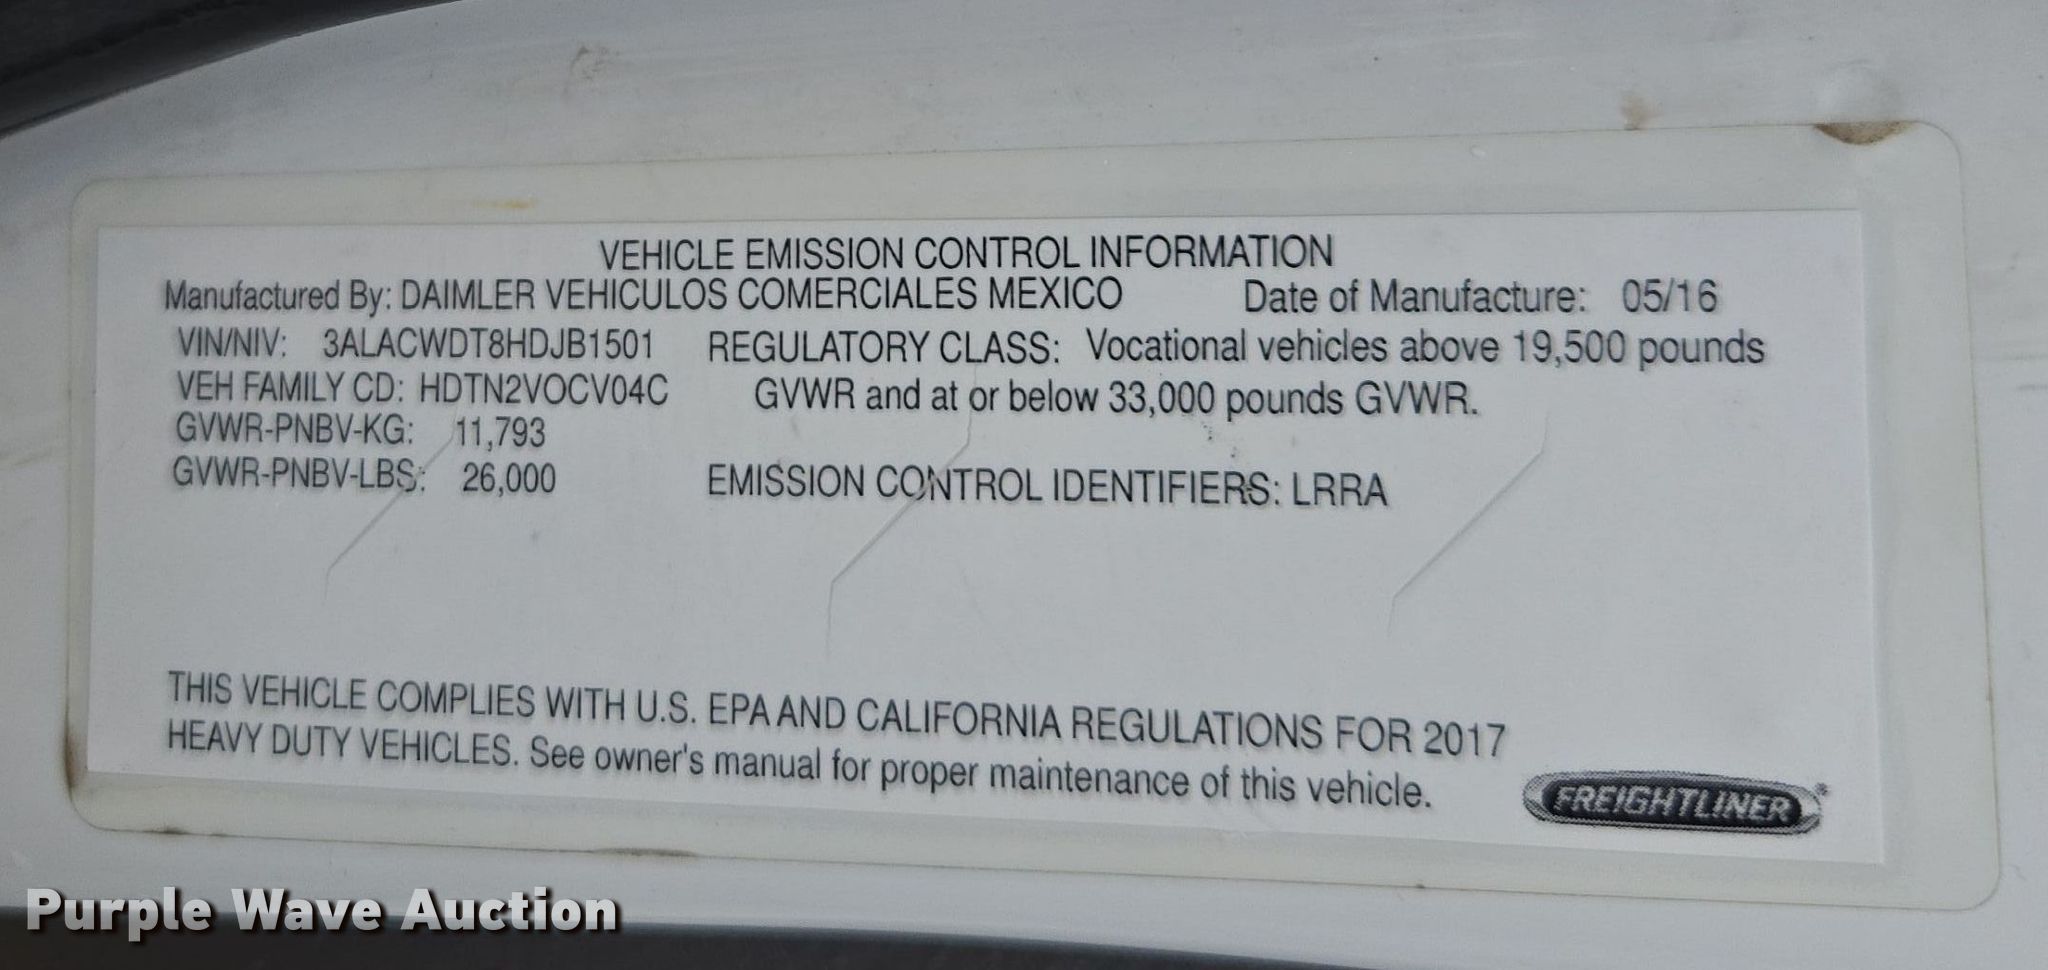 VEHICLE EMISSION CONTROL INFORMATION
Manufactured By: DAIMLER VEHICULOS COMERCIALES MEXICO Date of Manufacture: 05/16
VIN/NIV: 3ALACWDT8HDJB1501 REGULATORY CLASS: Vocational vehicles above 19,500 pounds
VEH FAMILY CD: HDTN2VOCV04C GVWR and at or below 33,000 pounds GVWR.
GVWR-PNBV-KG: 11,793
GVWR-PNBV-LBS: 26,000 EMISSION CONTROL IDENTIFIERS: LRRA
THIS VEHICLE COMPLIES WITH U.S. EPA AND CALIFORNIA REGULATIONS FOR 2017
HEAVY DUTY VEHICLES. See owner's manual for proper maintenance of this vehicle.
FREIGHTLINER®
Purple Wave Auction